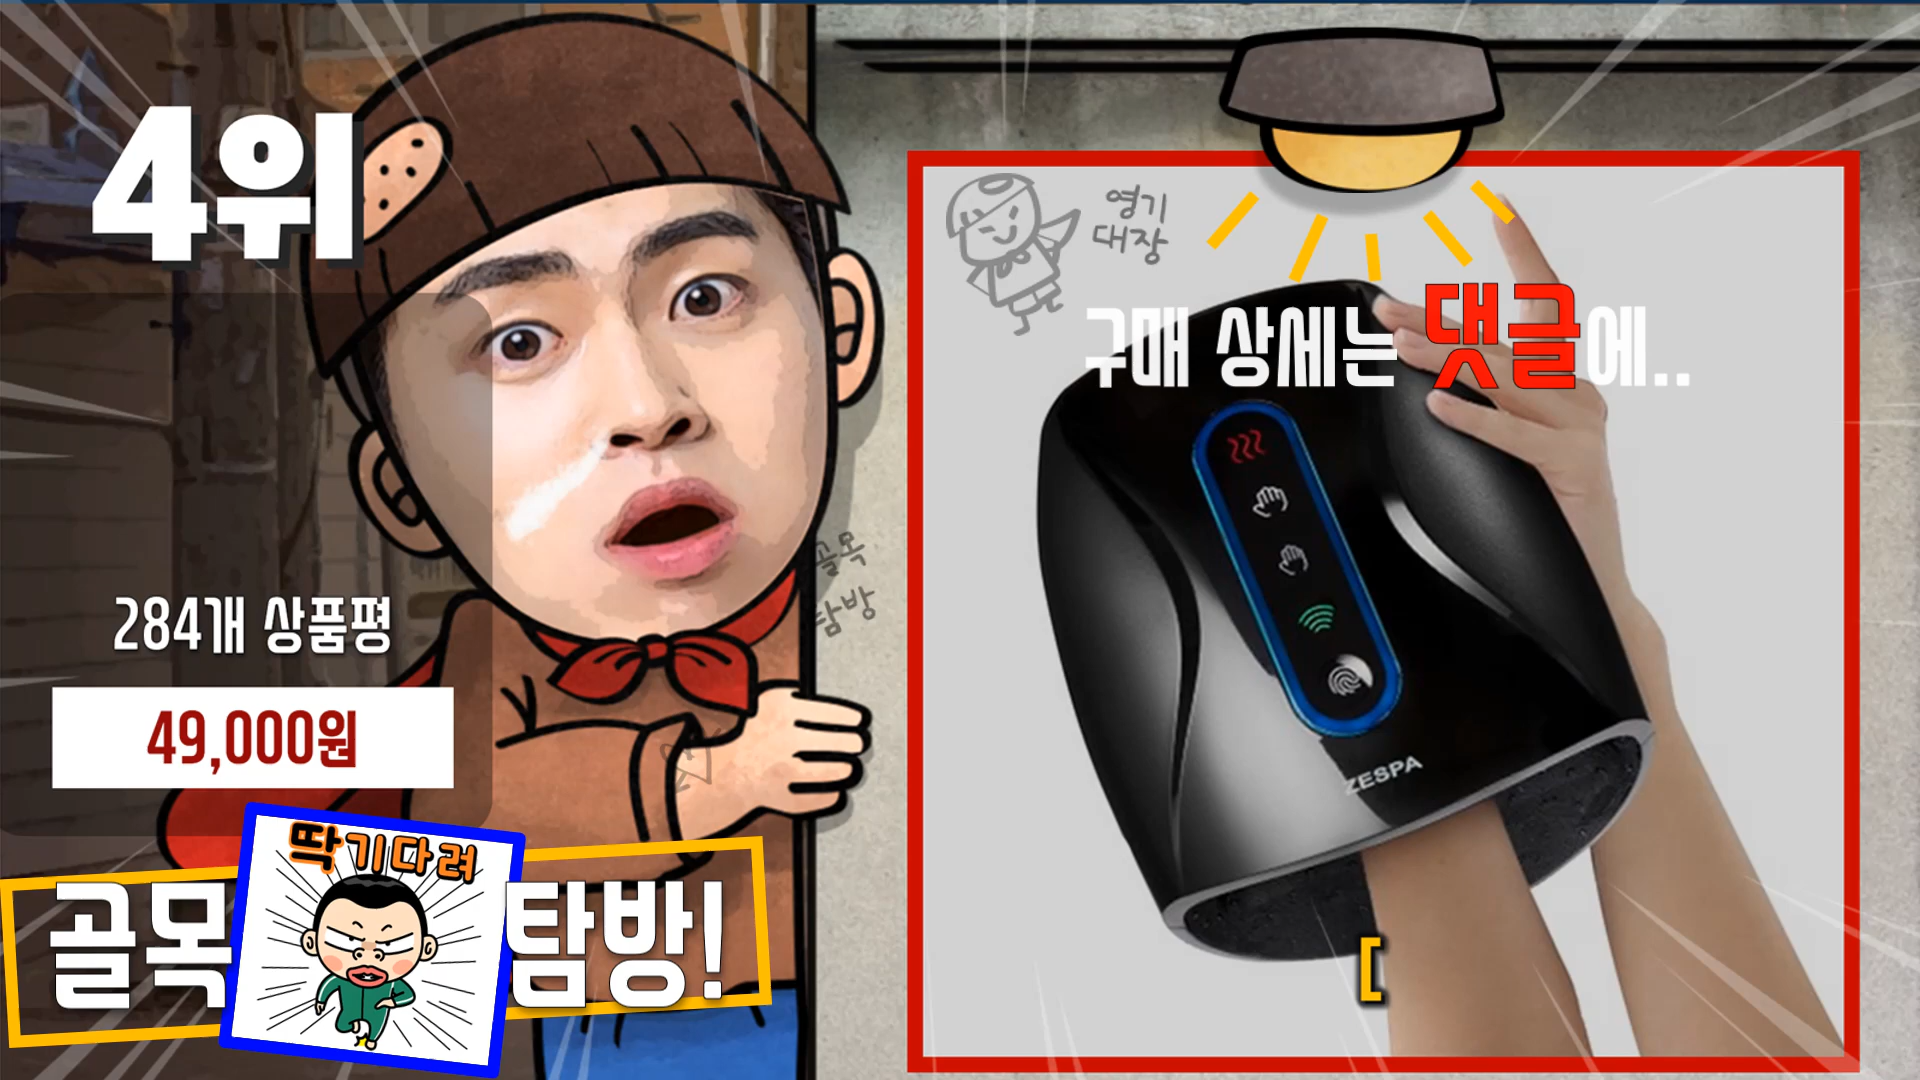 4위
영기
대장
구매 상세는 댓글에..
골목
탐방
284개 상품평
49,000원
ZESPA
딱기다려
골목 탐방!
[